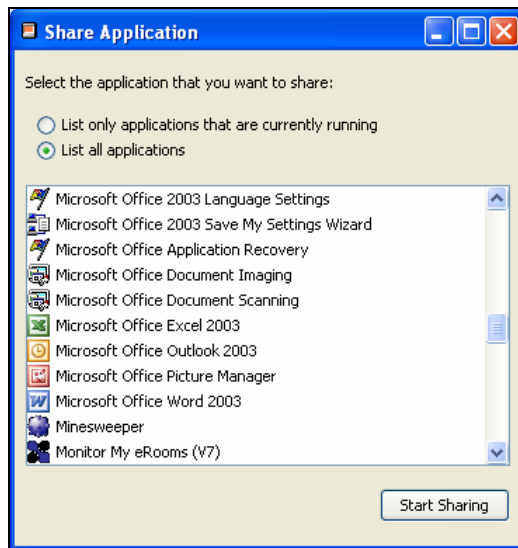 Share Application
Select the application that you want to share:
List only applications that are currently running
List all applications
Microsoft Office 2003 Language Settings
Microsoft Office 2003 Save My Settings Wizard
Microsoft Office Application Recovery
Microsoft Office Document Imaging
Microsoft Office Document Scanning
Microsoft Office Excel 2003
Microsoft Office Outlook 2003
Microsoft Office Picture Manager
Microsoft Office Word 2003
Minesweeper
Monitor My eRooms (V7)
Start Sharing